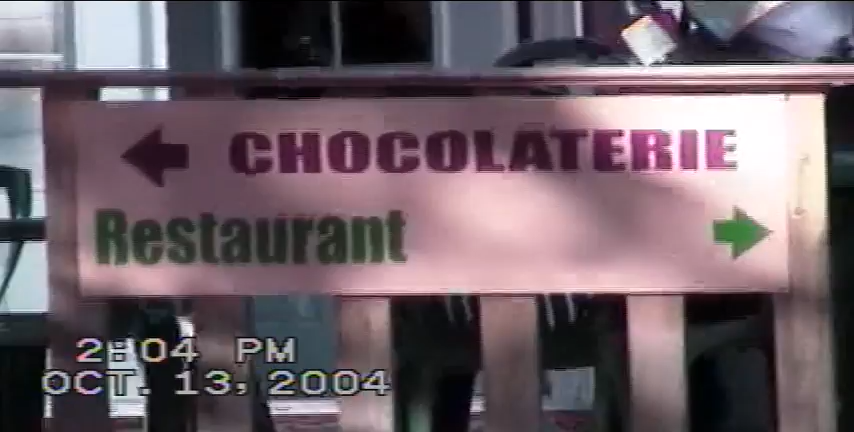 CHOCOLATERIE
Restaurant
2:04 PM
OCT. 13, 2004